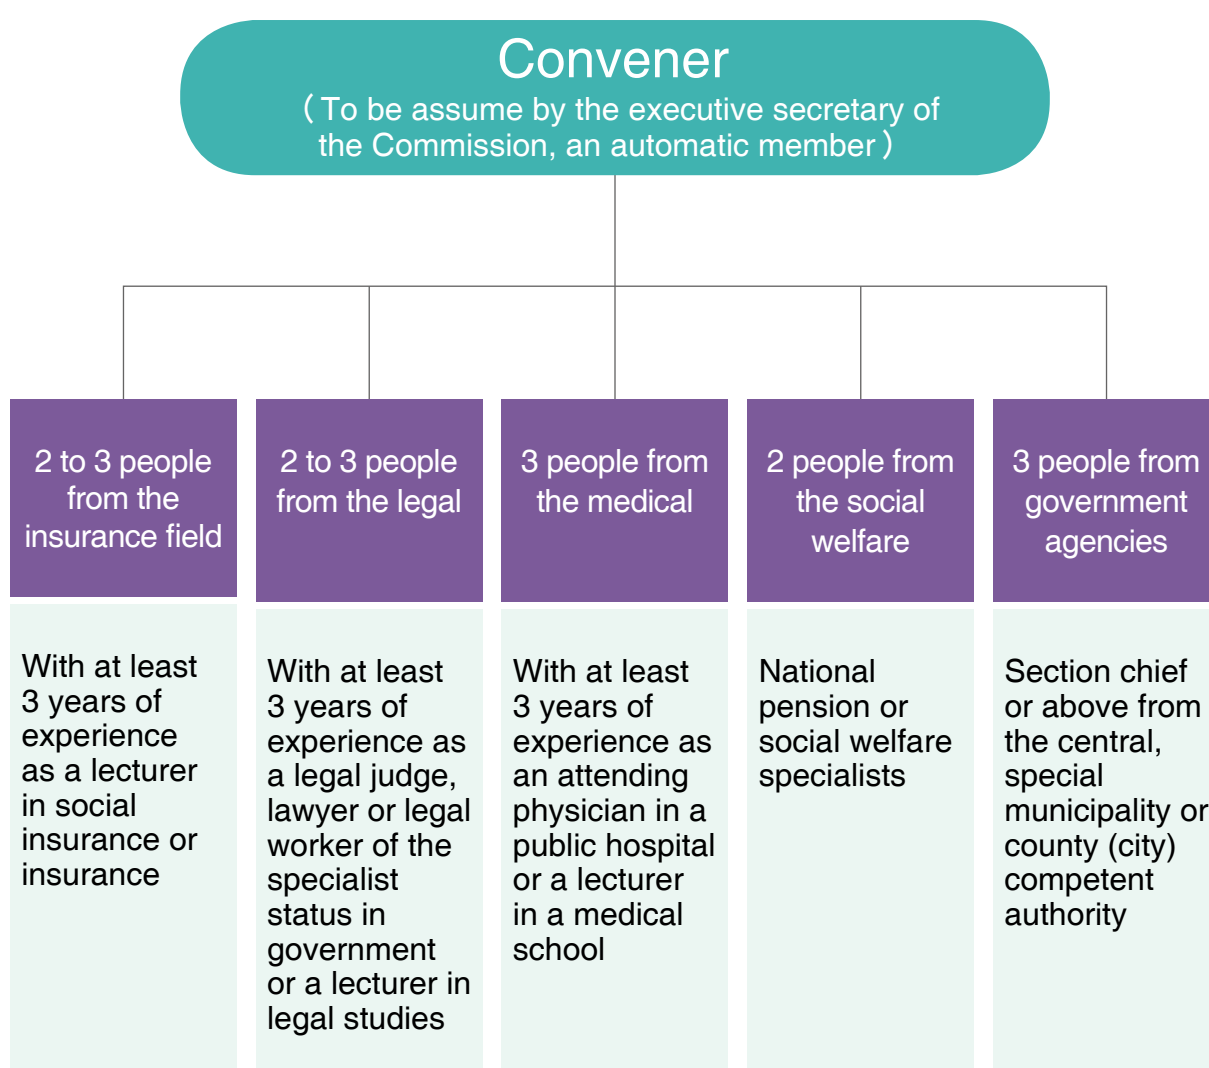 Convener
(To be assume by the executive secretary of
the Commission, an automatic member)
2 to 3 people
from the
insurance field
2 to 3 people
from the legal
3 people from
the medical
2 people from
the social
welfare
3 people from
government
agencies
With at least
3 years of
experience
as a lecturer
in social
insurance or
insurance
With at least
3 years of
experience as
a legal judge,
lawyer or legal
worker of the
specialist
status in
government
or a lecturer in
legal studies
With at least
3 years of
experience as
an attending
physician in a
public hospital
or a lecturer
in a medical
school
National
pension or
social welfare
specialists
Section chief
or above from
the central,
special
municipality or
county (city)
competent
authority